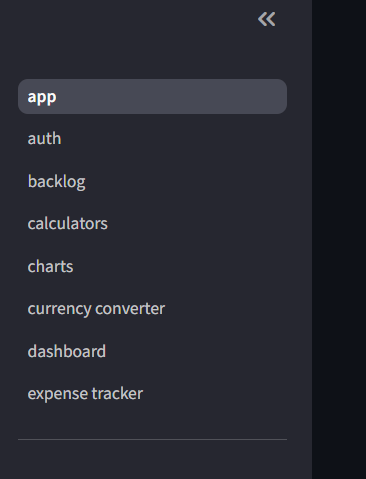 app
auth
backlog
calculators
charts
currency converter
dashboard
expense tracker